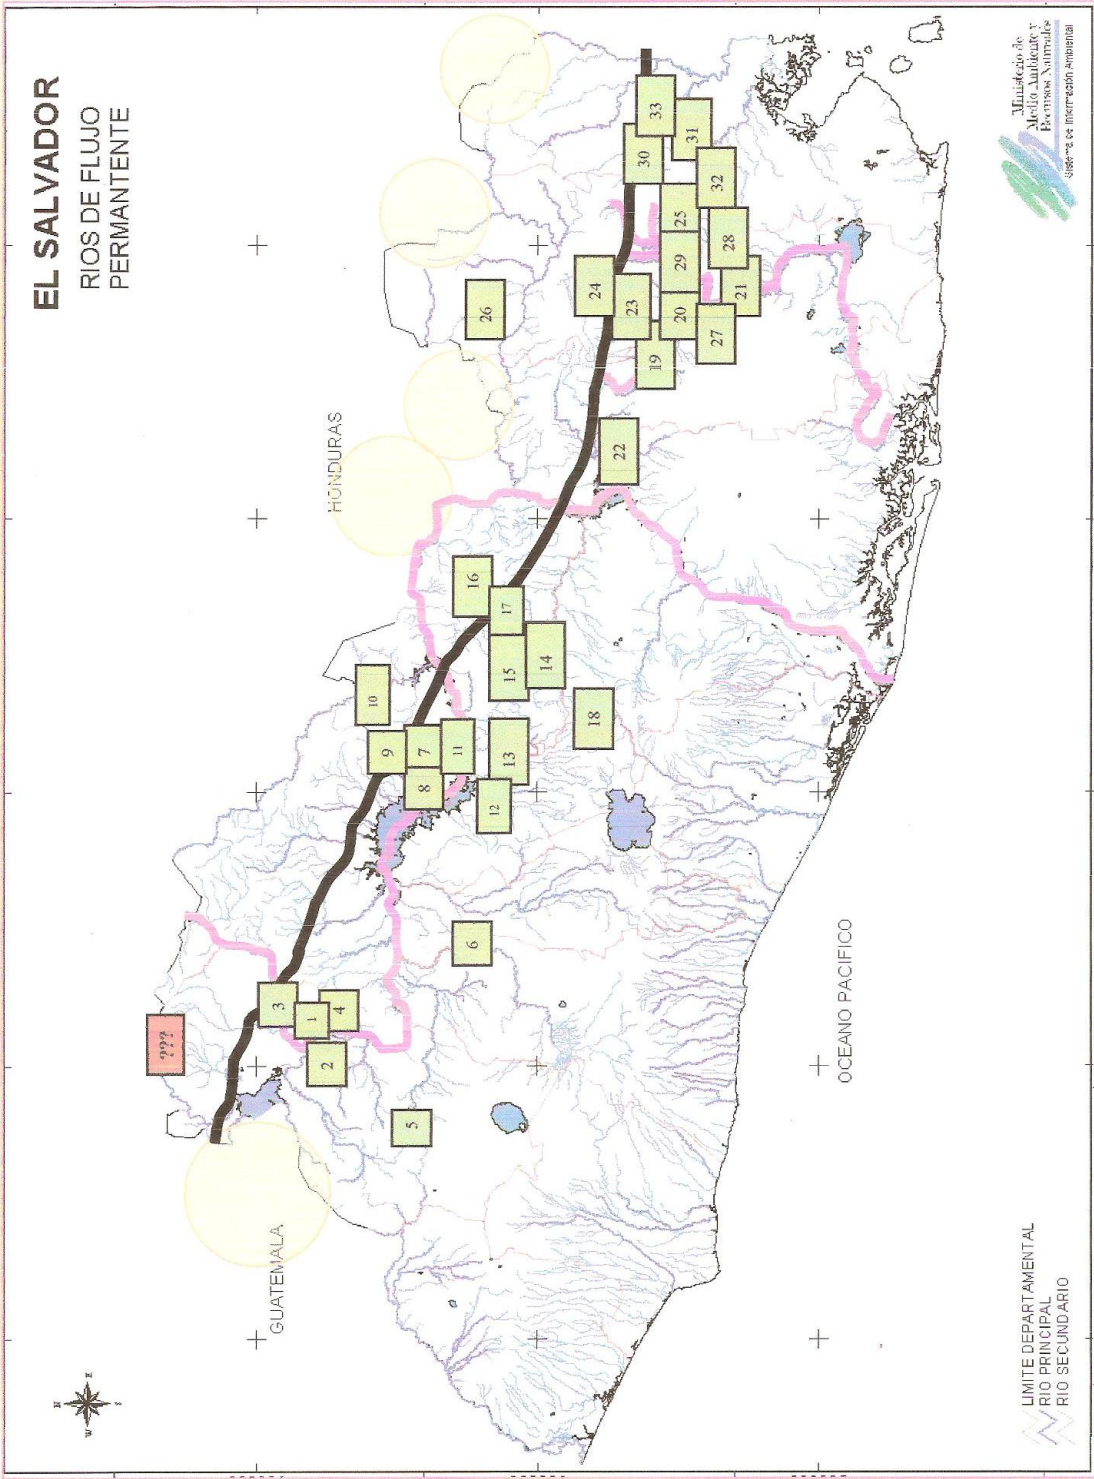 EL SALVADOR
RIOS DE FLUJO
PERMANTENTE
N
W
E
S
HONDURAS
GUATEMALA
OCEANO PACIFICO
???
1
2
3
4
5
6
7
8
9
10
11
12
13
14
15
16
17
18
19
20
21
22
23
24
25
26
27
28
29
30
31
32
33
LIMITE DEPARTAMENTAL
RIO PRINCIPAL
RIO SECUNDARIO
Ministerio de
Medio Ambiente y
Recursos Naturales
Sistema de Información Ambiental